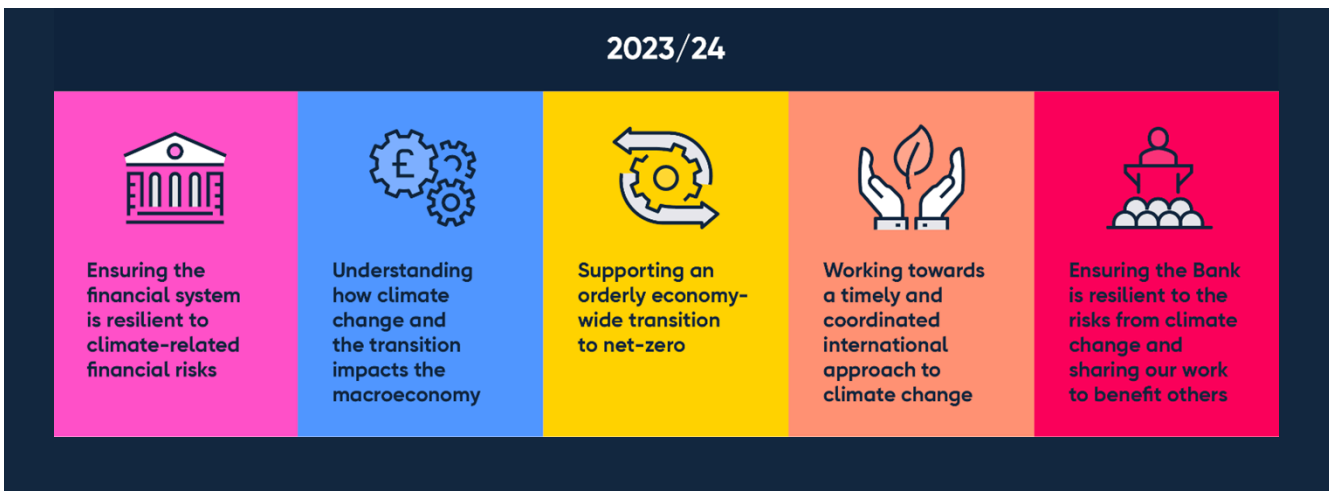 2023/24
Ensuring the
financial system
is resilient to
climate-related
financial risks
£
Understanding
how climate
change and
the transition
impacts the
macroeconomy
Supporting an
orderly economy-
wide transition
to net-zero
Working towards
a timely and
coordinated
international
approach to
climate change
Ensuring the Bank
is resilient to the
risks from climate
change and
sharing our work
to benefit others